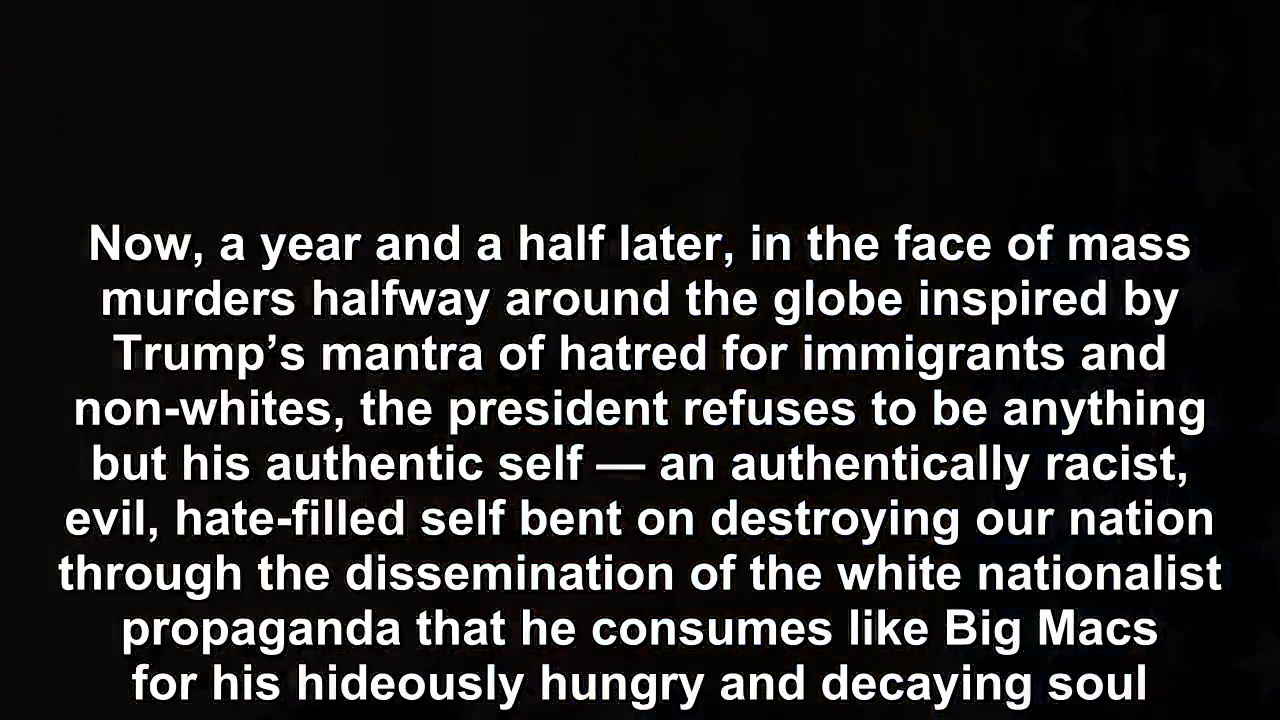 Now, a year and a half later, in the face of mass
murders halfway around the globe inspired by
Trump’s mantra of hatred for immigrants and
non-whites, the president refuses to be anything
but his authentic self — an authentically racist,
evil, hate-filled self bent on destroying our nation
through the dissemination of the white nationalist
propaganda that he consumes like Big Macs
for his hideously hungry and decaying soul